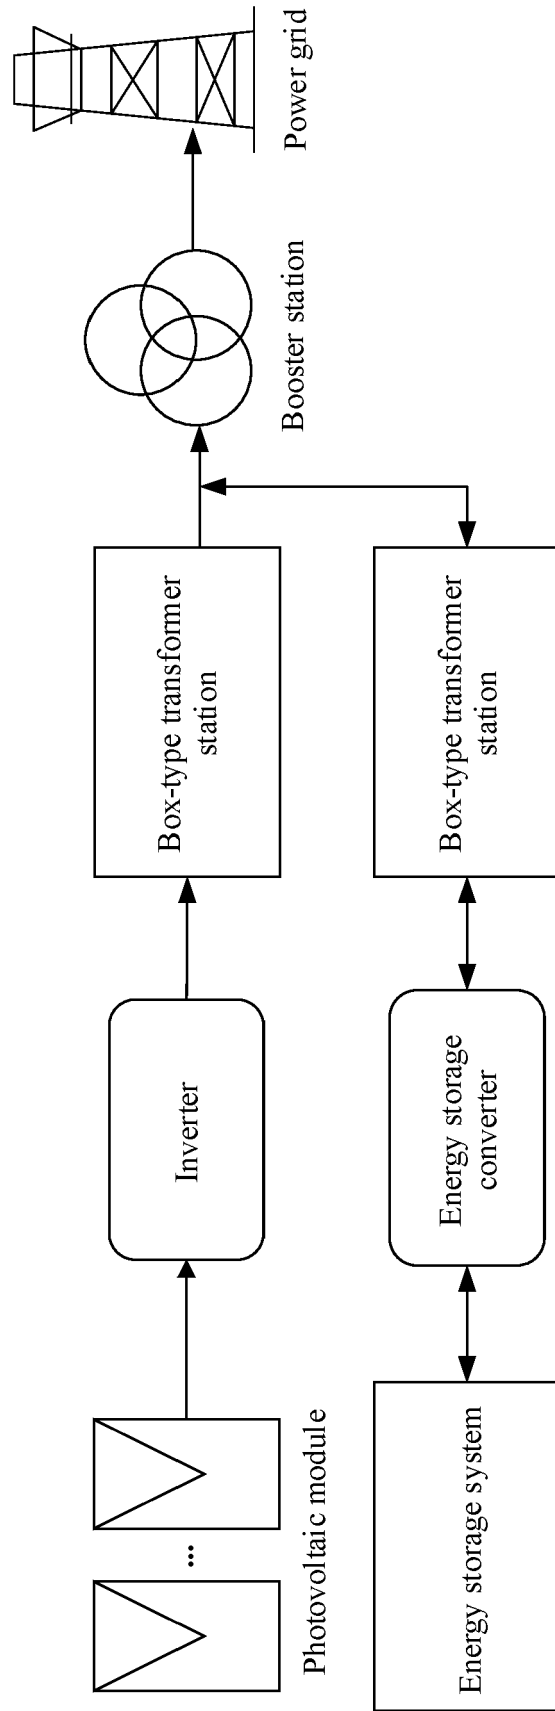 Photovoltaic module
...
Inverter
Box-type transformer
station
Booster station
Power grid
Energy storage system
Energy storage
converter
Box-type transformer
station